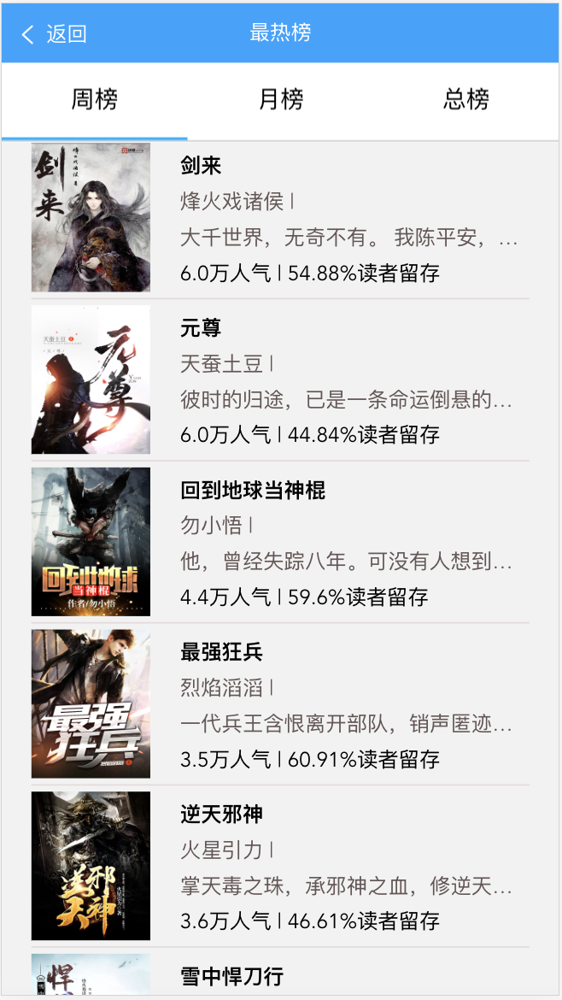 返回
最热榜
周榜
月榜
总榜
剑来
烽火戏诸侯
剑来
烽火戏诸侯 |
大千世界，无奇不有。 我陈平安，...
6.0万人气 | 54.88%读者留存
天蚕土豆
元尊
元尊
天蚕土豆 |
彼时的归途，已是一条命运倒悬的...
6.0万人气 | 44.84%读者留存
回到地球
当神棍
作者/勿小悟
回到地球当神棍
勿小悟 |
他，曾经失踪八年。可没有人想到...
4.4万人气 | 59.6%读者留存
最强
狂兵
最强狂兵
烈焰滔滔 |
一代兵王含恨离开部队，销声匿迹...
3.5万人气 | 60.91%读者留存
逆天
邪神
逆天邪神
火星引力 |
掌天毒之珠，承邪神之血，修逆天...
3.6万人气 | 46.61%读者留存
悍
雪中悍刀行